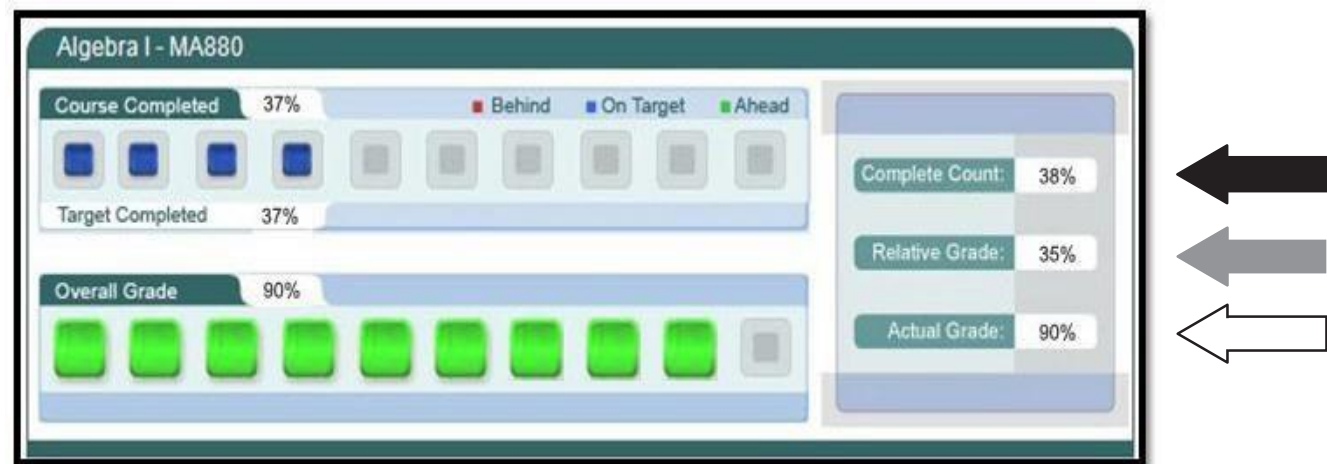 Algebra I - MA880
Course Completed 37% Behind On Target Ahead
Target Completed 37%
Overall Grade 90%
Complete Count: 38%
Relative Grade: 35%
Actual Grade: 90%